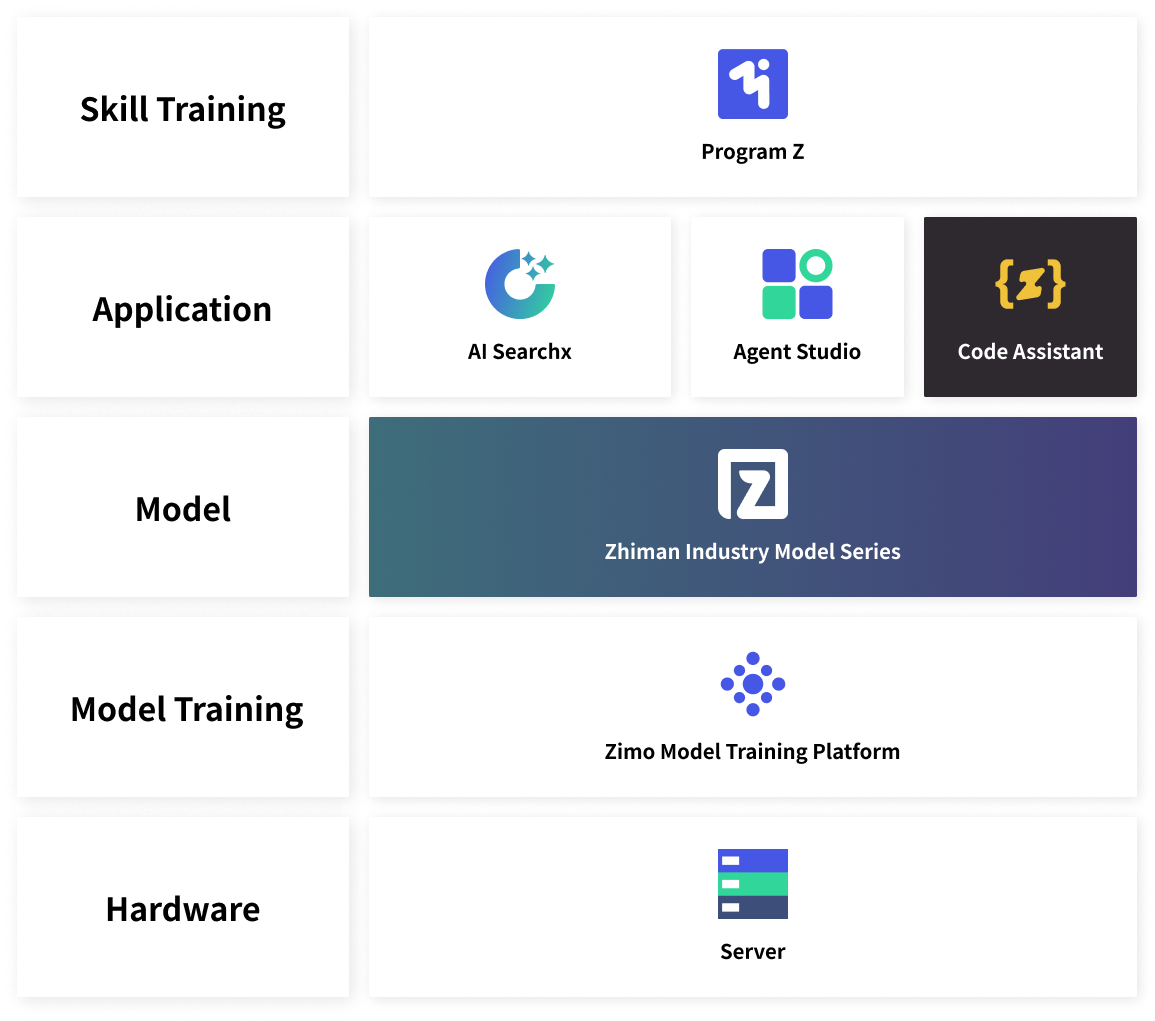 Skill Training
Program Z
Application
AI Searchx
Agent Studio
{z}
Code Assistant
Model
Z
Zhiman Industry Model Series
Model Training
Zimo Model Training Platform
Hardware
Server